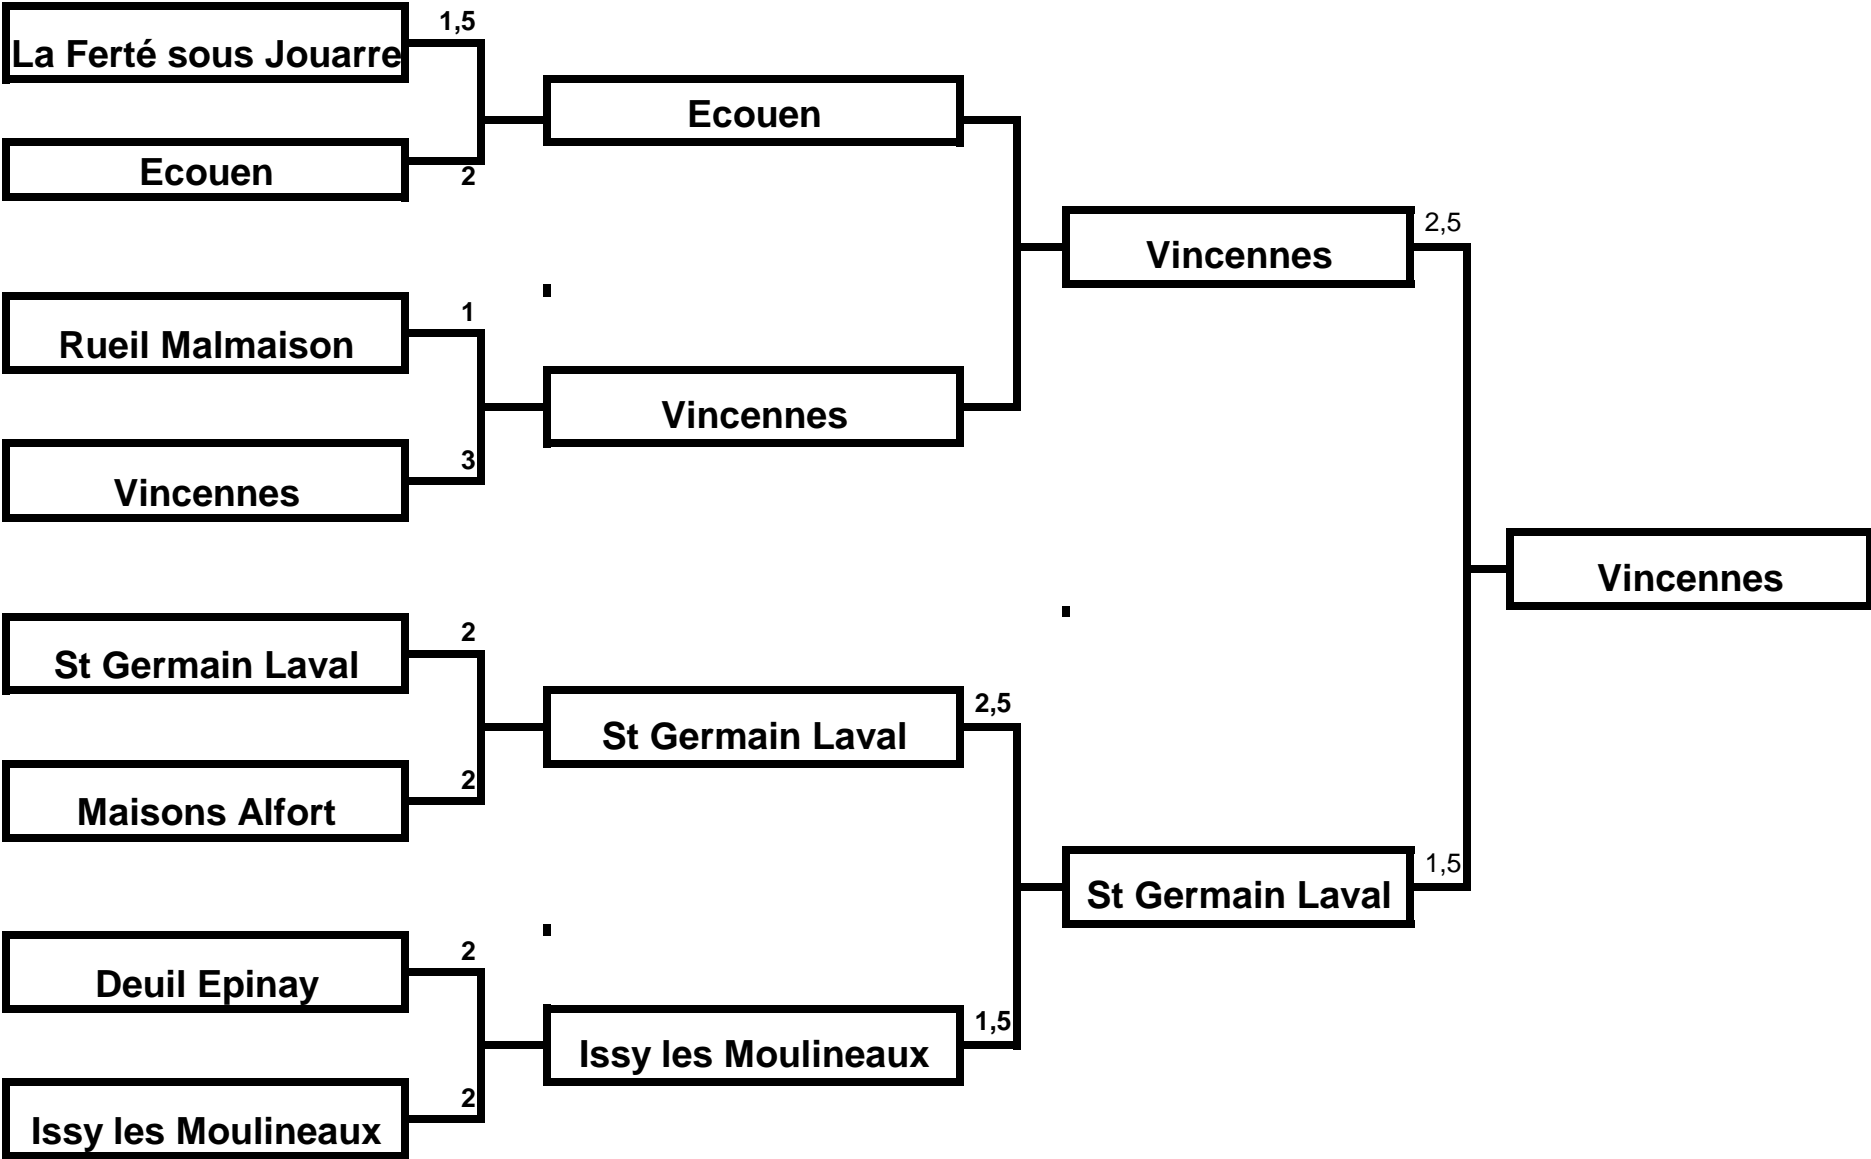 La Ferté sous Jouarre
1,5
Ecouen
2
Rueil Malmaison
1
Vincennes
3
St Germain Laval
2
Maisons Alfort
2
Deuil Epinay
2
Issy les Moulineaux
2
Ecouen
Vincennes
St Germain Laval
2,5
Issy les Moulineaux
1,5
Vincennes
2,5
St Germain Laval
1,5
Vincennes